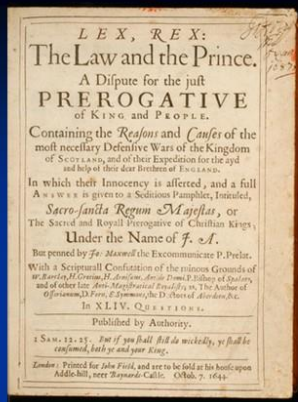 LEX, REX:
The Law and the Prince.
A Dispute for the just
PREROGATIVE
of KING and PEOPLE.
Containing the Reasons and Causes of the
most necessary Defensive Wars of the Kingdom
of SCOTLAND, and of their Expedition for the ayd
and help of their dear Brethren of ENGLAND.
In which their Innocency is asserted, and a full
ANSWER is given to a Seditious Pamphlet, Intituled,
Sacro-sancta Regum Majestas, or
The Sacred and Royall Prerogative of Christian Kings;
Under the Name of J. A.
But penned by Jo: Maxwell the Excommunicate P. Prelat.
With a Scripturall Confutation of the ruinous Grounds of
W. Barclay, H. Grotius, H. Arnisæus, Ant. de Domi. P. Bishop of Spalato,
and of other late Anti-Magistratical Royalists; as, The Author of
Ossorianum, D. Fern, E. Symmons, the Doctors of Aberdeen, &c.
In XLIV. QUESTIONS.
Published by Authority.
1 SAM. 12. 25. But if you shall still do wickedly, ye shall be
consumed, both ye and your King.
London: Printed for John Field, and are to be sold at his house upon
Addle-hill, neer Baynards-Castle. Octob. 7. 1644.